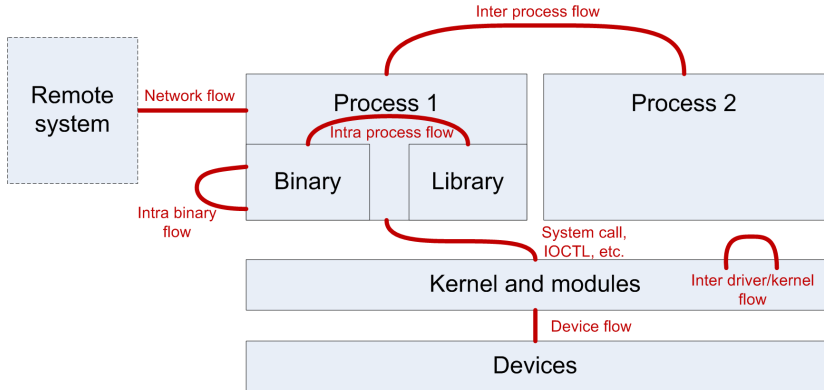 Inter process flow
Remote
system
Network flow
Process 1
Process 2
Intra process flow
Binary
Library
Intra binary
flow
System call,
IOCTL, etc.
Kernel and modules
Inter driver/kernel
flow
Device flow
Devices